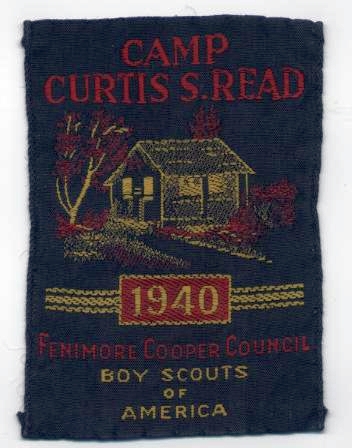 CAMP
CURTIS S. READ
1940
FENIMORE COOPER COUNCIL
BOY SCOUTS
OF
AMERICA